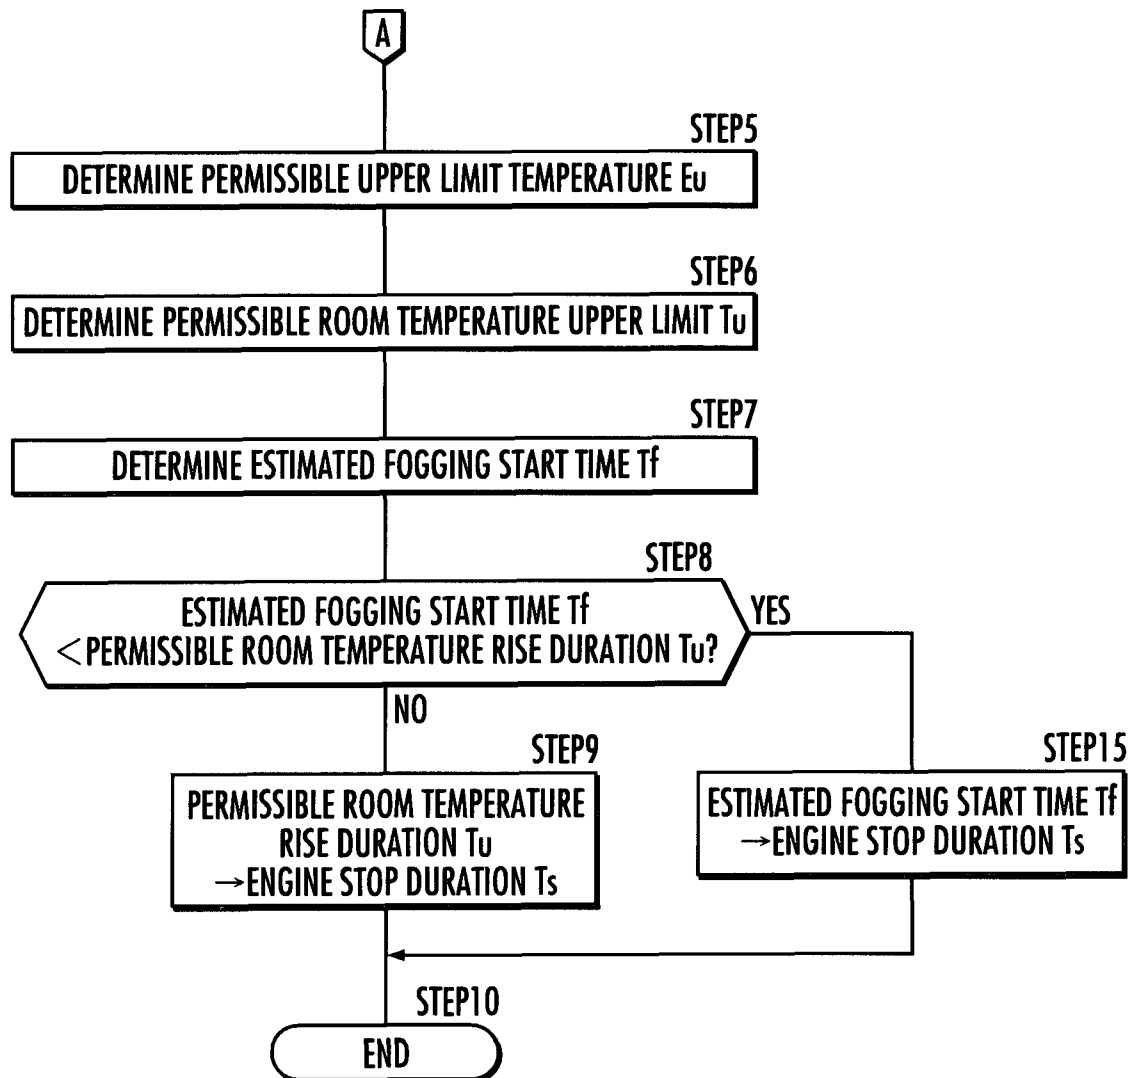 A
STEP5
DETERMINE PERMISSIBLE UPPER LIMIT TEMPERATURE EU
STEP6
DETERMINE PERMISSIBLE ROOM TEMPERATURE UPPER LIMIT TU
STEP7
DETERMINE ESTIMATED FOGGING START TIME Tf
STEP8
ESTIMATED FOGGING START TIME Tf
<PERMISSIBLE ROOM TEMPERATURE RISE DURATION TU?
YES
NO
STEP9
PERMISSIBLE ROOM TEMPERATURE
RISE DURATION TU
→ENGINE STOP DURATION TS
STEP15
ESTIMATED FOGGING START TIME Tf
→ENGINE STOP DURATION TS
STEP10
END